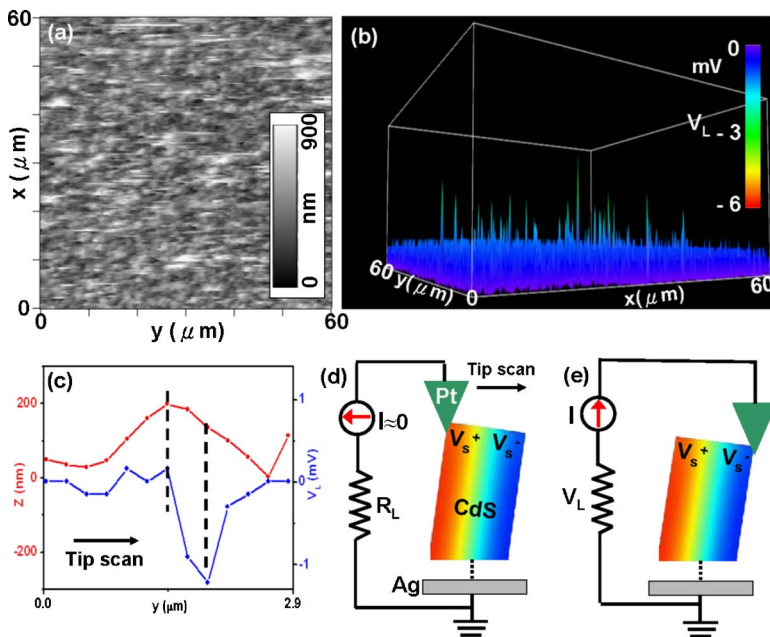 60
(a)
x (μm)
900
nm
0
0
0
y (μm)
60
(b)
0
mV
V_L
- 3
- 6
60
y(μm)
0
x(μm)
60
(c)
Z (nm)
200
0
-200
1
0
-1
V_L (mV)
Tip scan
0.0
y (μm)
2.9
(d)
Tip scan
Pt
I≈0
V_s^+ V_s^-
R_L
CdS
Ag
(e)
I
V_s^+ V_s^-
V_L